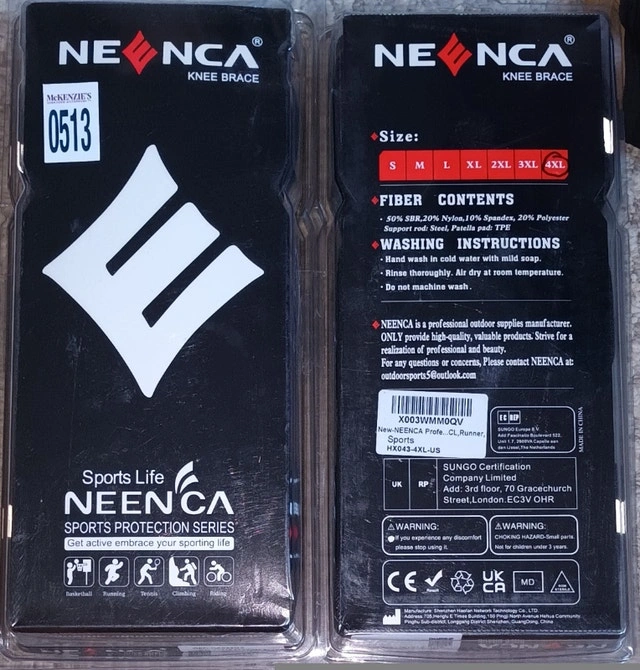 NEENCA®
KNEE BRACE
McKENZIE'S
0513
Sports Life
NEENCA
SPORTS PROTECTION SERIES
Get active embrace your sporting life
Basketball Running Tennis Climbing Riding
NEENCA®
KNEE BRACE
Size:
S M L XL 2XL 3XL 4XL
FIBER CONTENTS
· 50% SBR,20% Nylon,10% Spandex, 20% Polyester
Support rod: Steel, Patella pad: TPE
WASHING INSTRUCTIONS
· Hand wash in cold water with mild soap.
· Rinse thoroughly. Air dry at room temperature.
· Do not machine wash.
NEENCA is a professional outdoor supplies manufacturer.
ONLY provide high-quality, valuable products. Strive for a
realization of professional and beauty.
For any questions or concerns, Please contact NEENCA at:
outdoorsports5@outlook.com
X003WMM0QV
New-NEENCA Profe...CL,Runner,
Sports
HX043-4XL-US
EC REP
SUNGO Europe B.V.
MADE IN CHINA
UK RP
SUNGO Certification
Company Limited
Add: 3rd floor, 70 Gracechurch
Street,London.EC3V OHR
WARNING:
If you experience any discomfort
please stop using it.
WARNING:
CHOKING HAZARD-Small parts.
Not for children under 3 years.
CE UK CA MD
Manufacture: Shenzhen Haofan Network Technology Co., LTD.